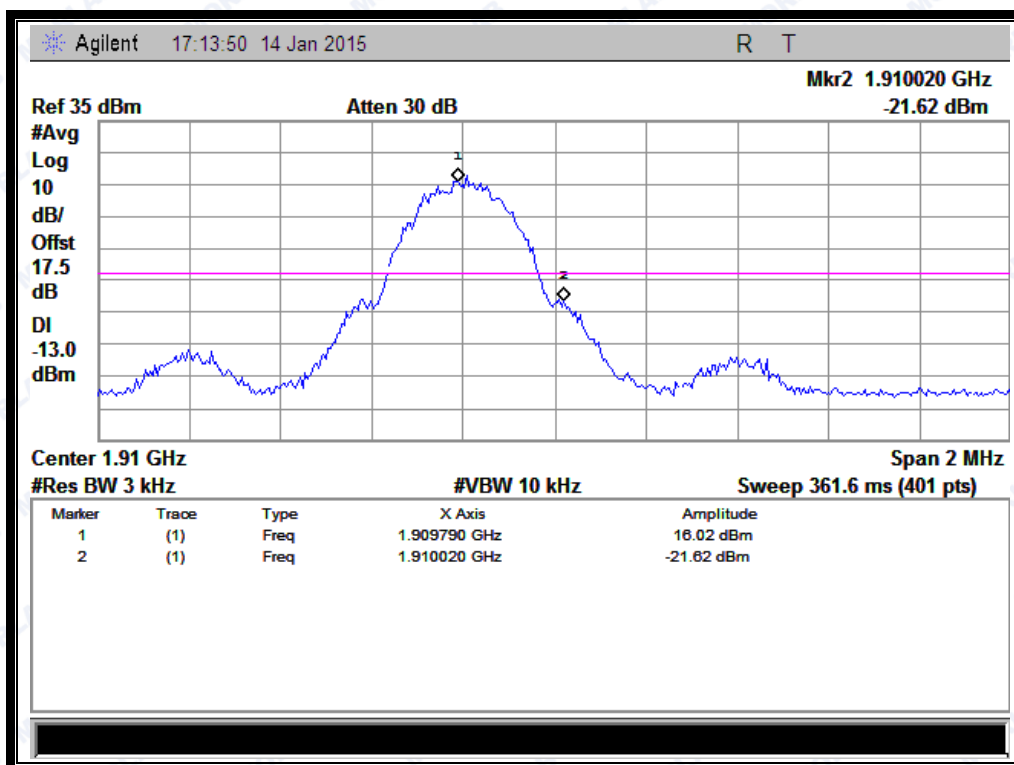 Agilent 17:13:50 14 Jan 2015 R T
Mkr2 1.910020 GHz
Ref 35 dBm Atten 30 dB -21.62 dBm
#Avg
Log
10
dB/
Offst
17.5
dB
DI
-13.0
dBm
1
2
Center 1.91 GHz Span 2 MHz
#Res BW 3 kHz #VBW 10 kHz Sweep 361.6 ms (401 pts)
Marker Trace Type X Axis Amplitude
1 (1) Freq 1.909790 GHz 16.02 dBm
2 (1) Freq 1.910020 GHz -21.62 dBm